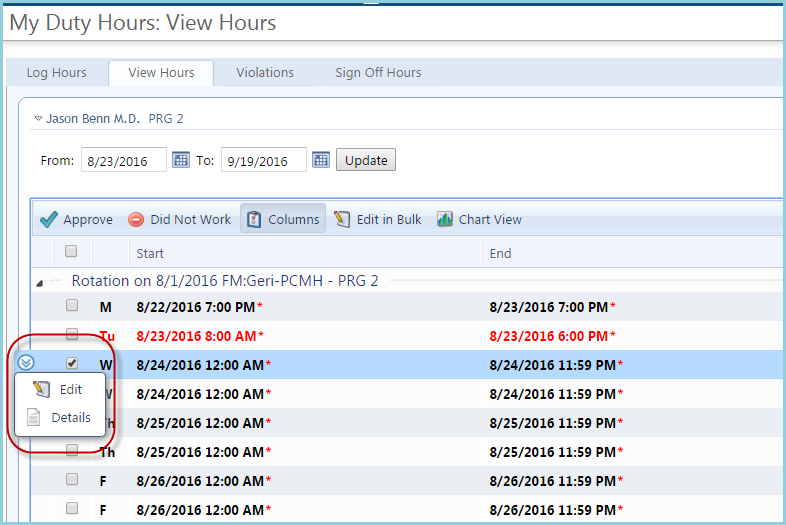 My Duty Hours: View Hours
Log Hours View Hours Violations Sign Off Hours
Jason Benn M.D. PRG 2
From: 8/23/2016 To: 9/19/2016 Update
Approve Did Not Work Columns Edit in Bulk Chart View
Start End
Rotation on 8/1/2016 FM:Geri-PCMH - PRG 2
M 8/22/2016 7:00 PM* 8/23/2016 7:00 PM*
Tu 8/23/2016 8:00 AM* 8/23/2016 6:00 PM*
W 8/24/2016 12:00 AM* 8/24/2016 11:59 PM*
Edit W 8/24/2016 12:00 AM* 8/24/2016 11:59 PM*
Details Th 8/25/2016 12:00 AM* 8/25/2016 11:59 PM*
Th 8/25/2016 12:00 AM* 8/25/2016 11:59 PM*
F 8/26/2016 12:00 AM* 8/26/2016 11:59 PM*
F 8/26/2016 12:00 AM* 8/26/2016 11:59 PM*